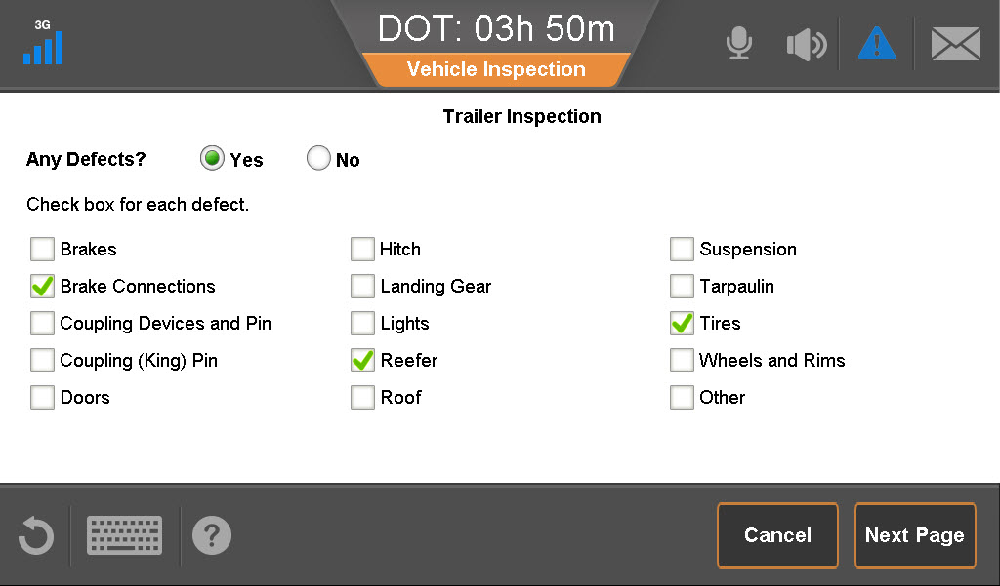 3G
DOT: 03h 50m
Vehicle Inspection
Trailer Inspection
Any Defects? Yes No
Check box for each defect.
Brakes Hitch Suspension
Brake Connections Landing Gear Tarpaulin
Coupling Devices and Pin Lights Tires
Coupling (King) Pin Reefer Wheels and Rims
Doors Roof Other
? Cancel Next Page